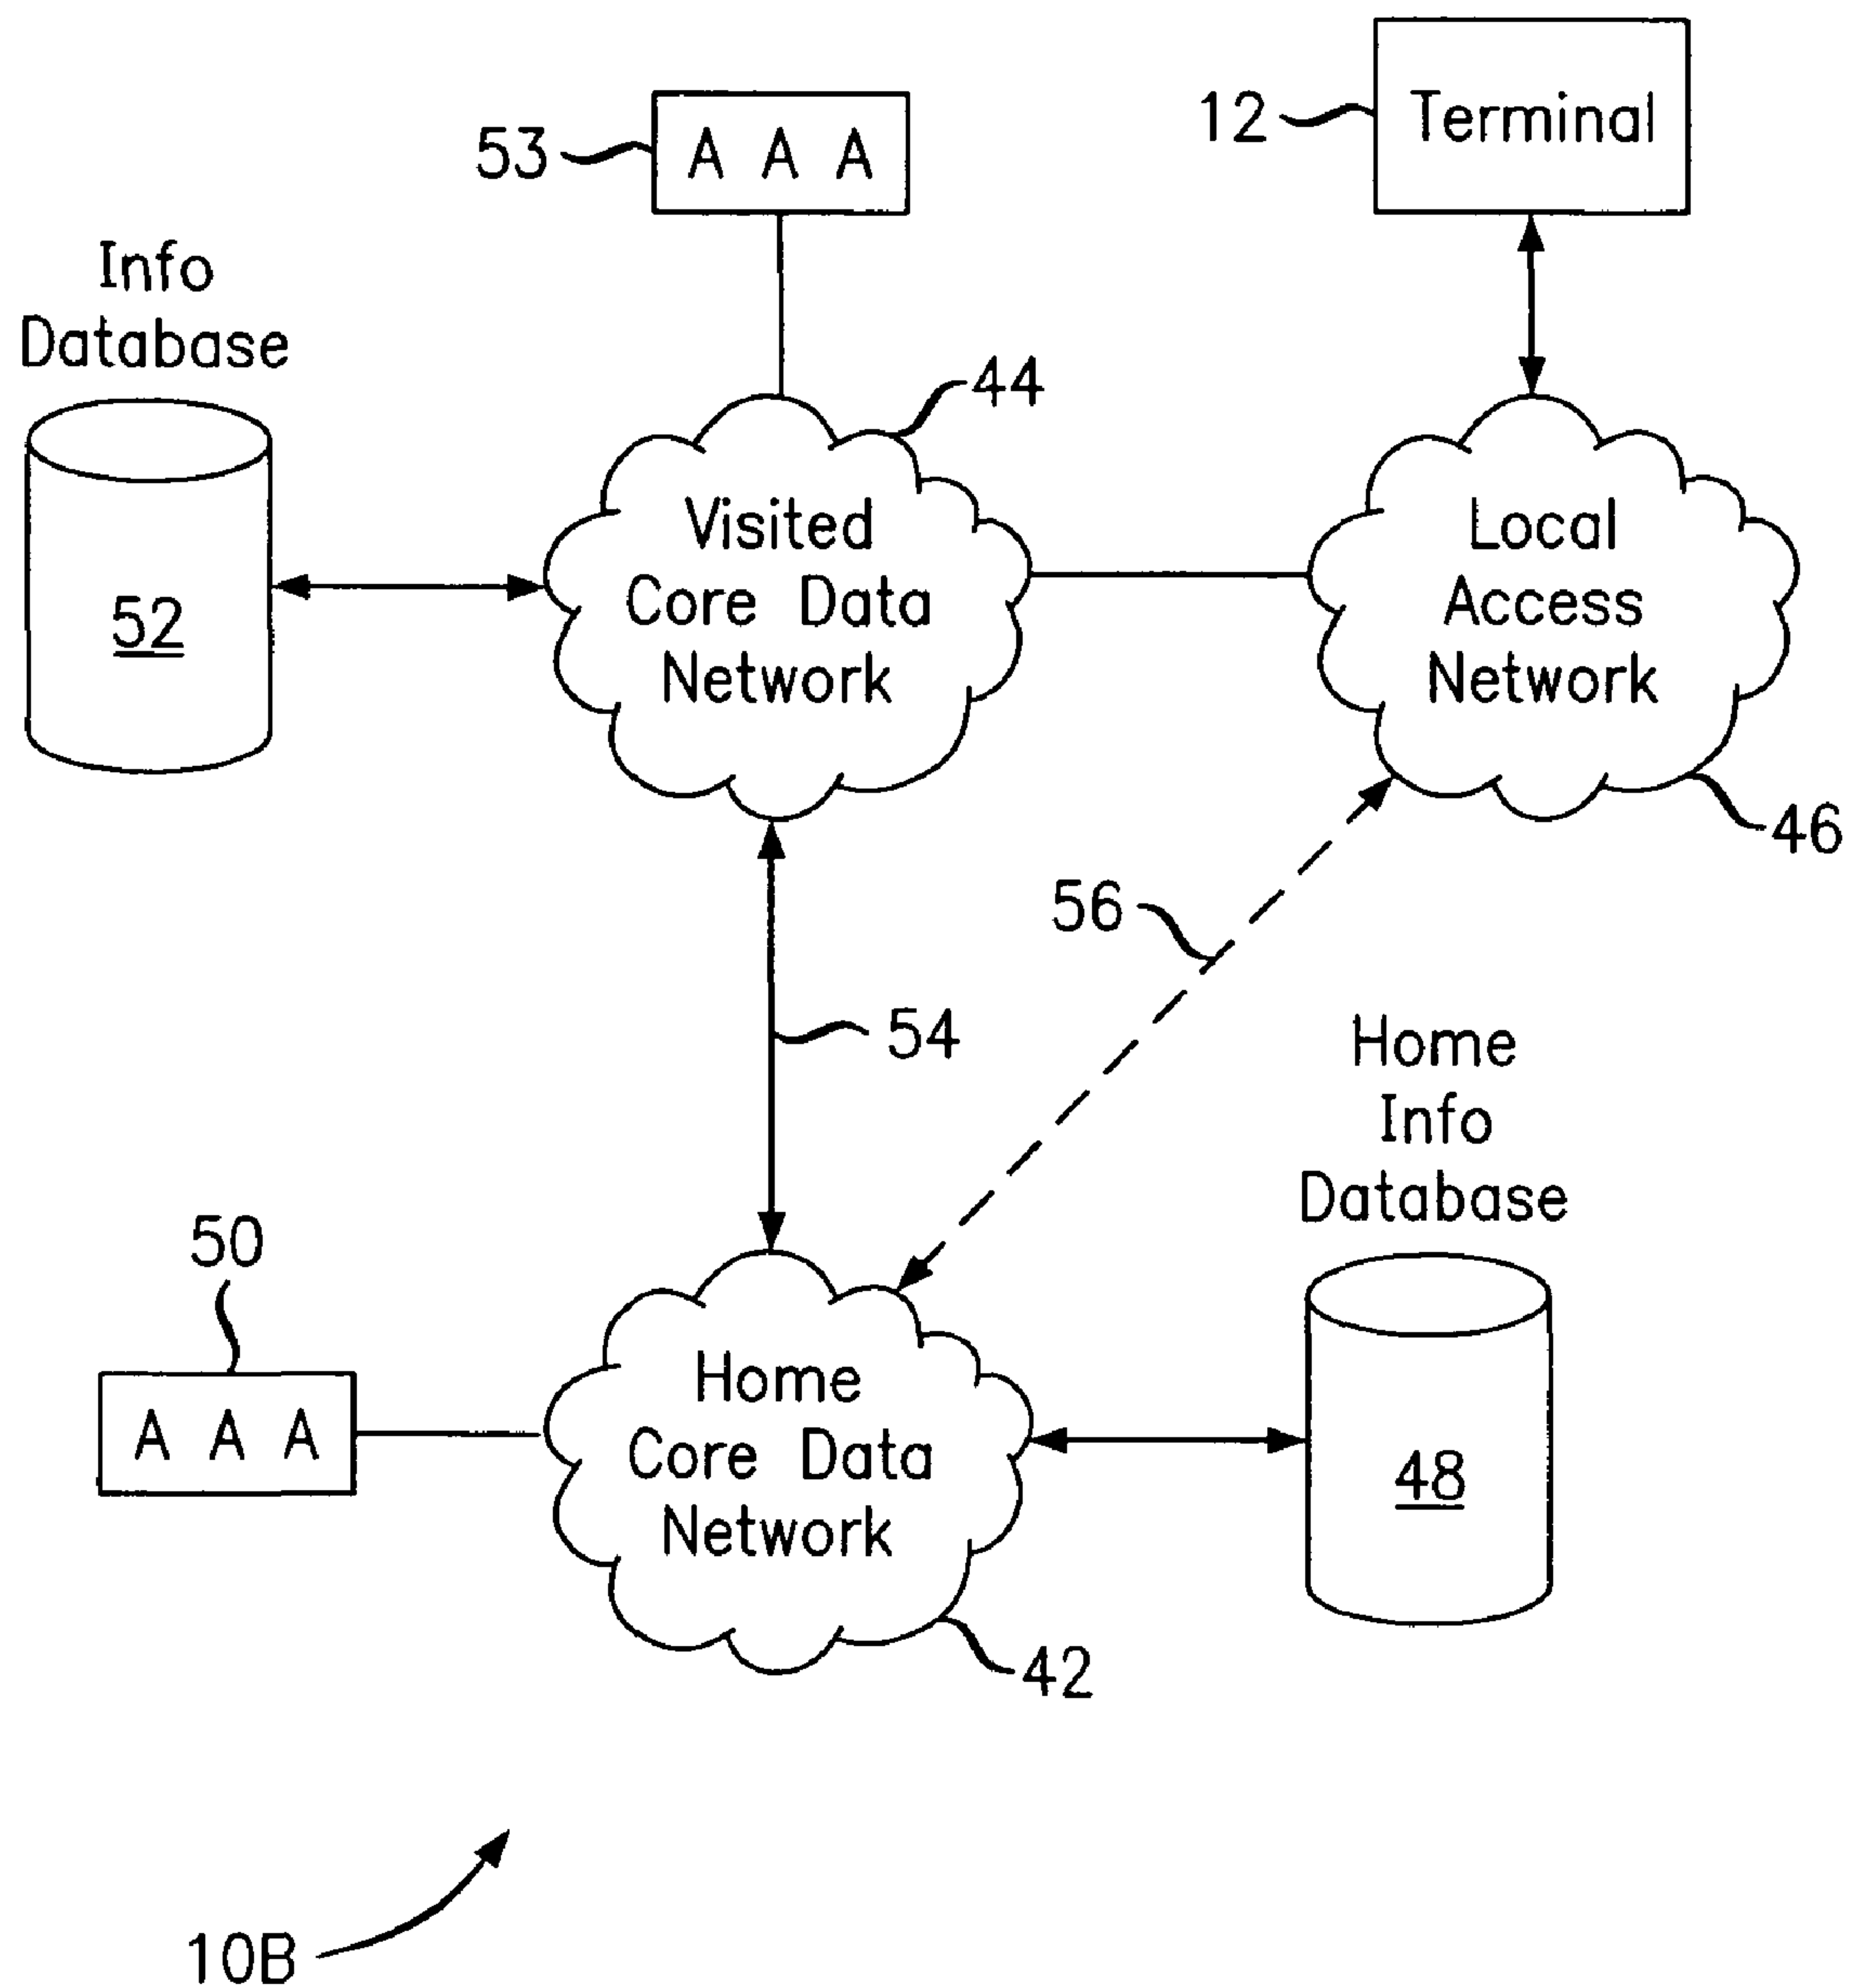 12
Terminal
53
A A A
Info
Database
52
44
Visited
Core Data
Network
Local
Access
Network
46
56
54
Home
Info
Database
48
50
A A A
Home
Core Data
Network
42
10B